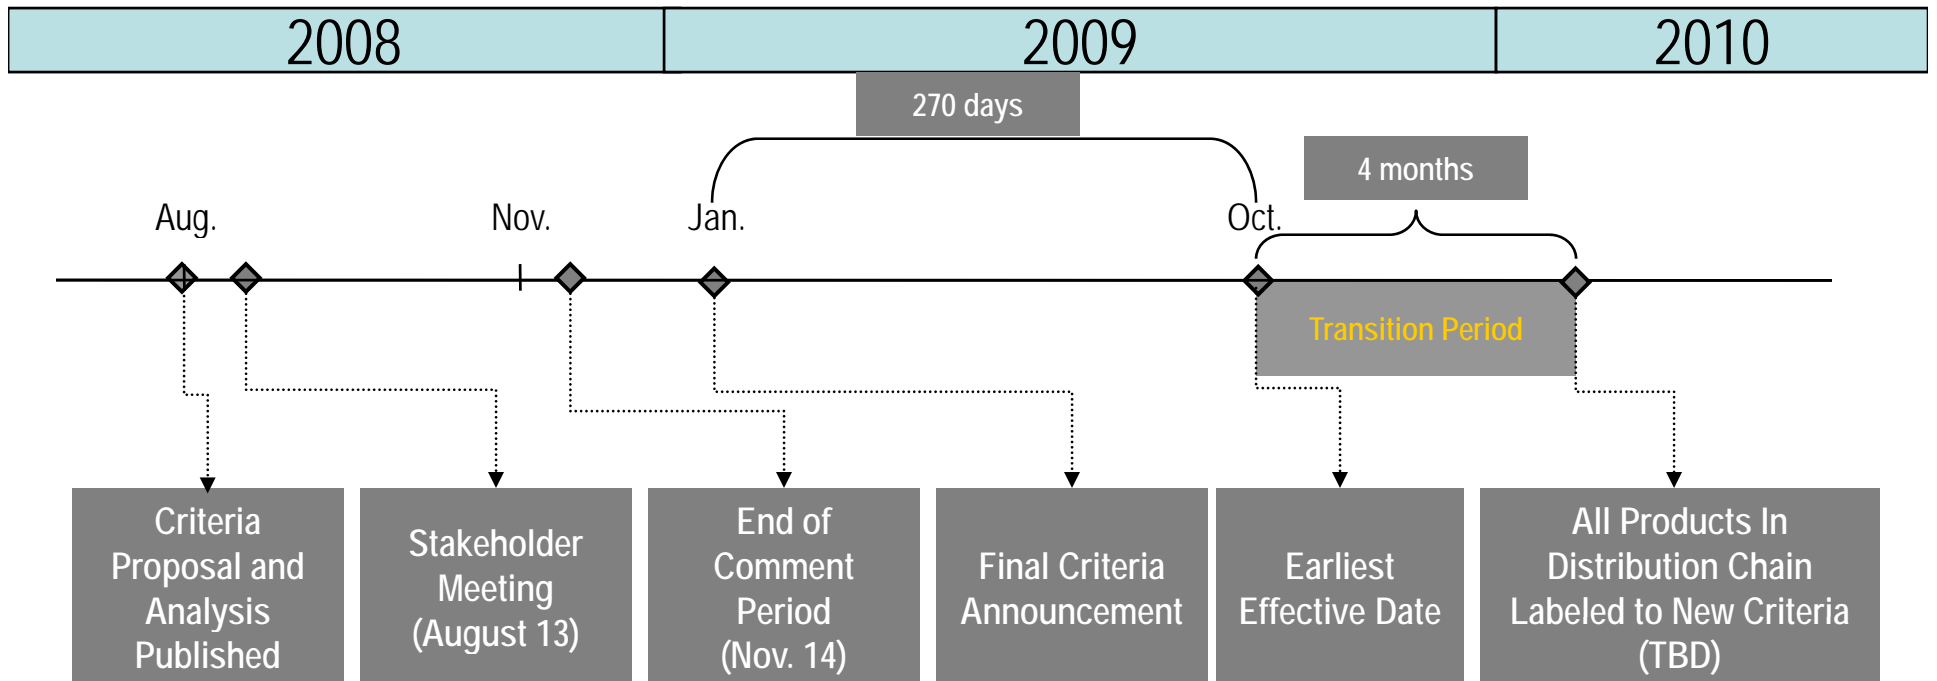 2008
2009
2010
270 days
4 months
Aug.
Nov.
Jan.
Oct.
Transition Period
Criteria
Proposal and
Analysis
Published
Stakeholder
Meeting
(August 13)
End of
Comment
Period
(Nov. 14)
Final Criteria
Announcement
Earliest
Effective Date
All Products In
Distribution Chain
Labeled to New Criteria
(TBD)